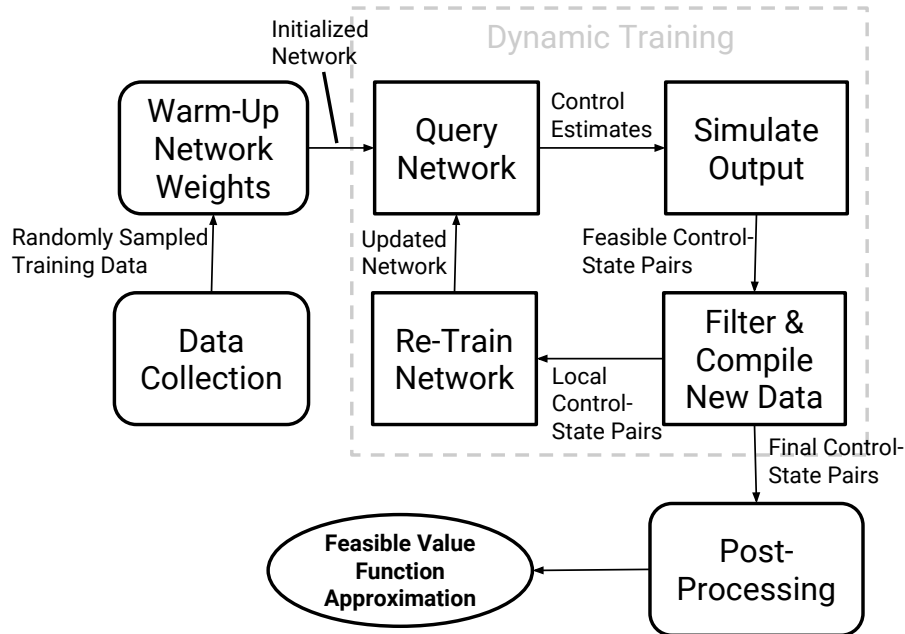 Initialized
Network
Dynamic Training
Warm-Up
Network
Weights
Query
Network
Control
Estimates
Simulate
Output
Randomly Sampled
Training Data
Updated
Network
Feasible Control-
State Pairs
Data
Collection
Re-Train
Network
Local
Control-
State Pairs
Filter &
Compile
New Data
Final Control-
State Pairs
Feasible Value
Function
Approximation
Post-
Processing